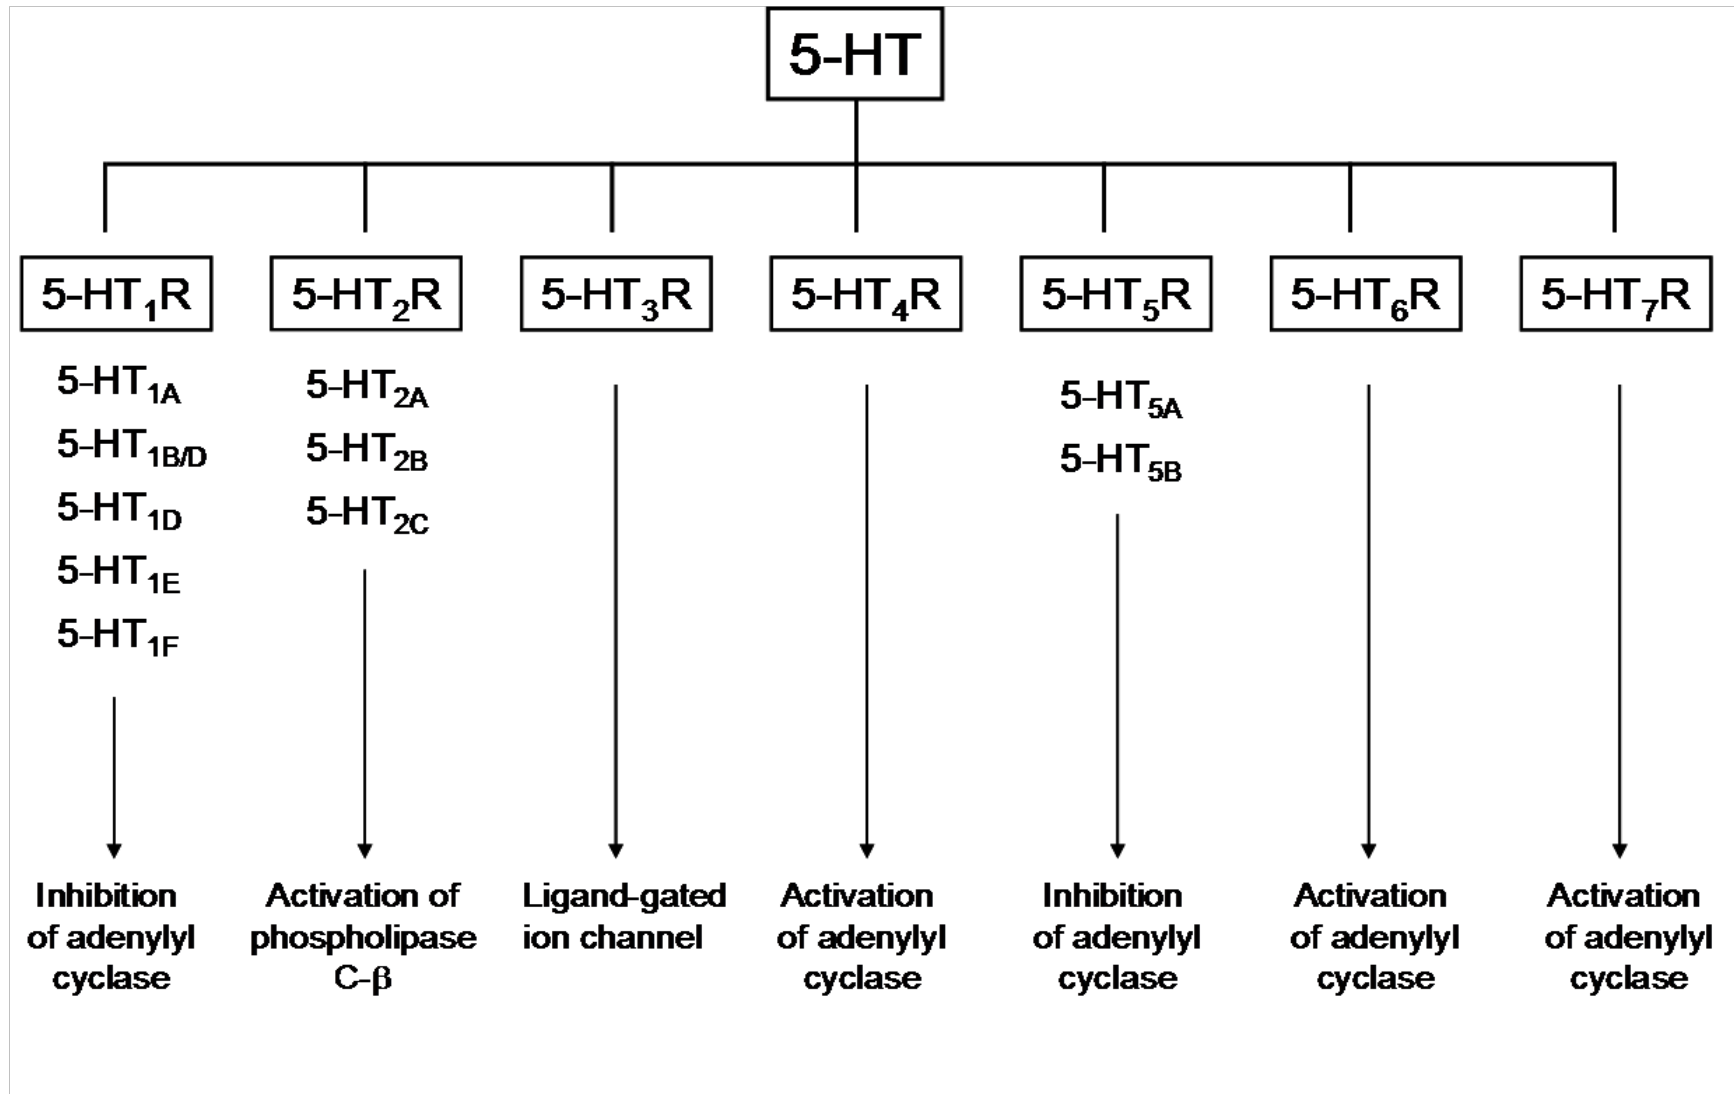 5-HT
5-HT₁R
5-HT₂R
5-HT₃R
5-HT₄R
5-HT₅R
5-HT₆R
5-HT₇R
5-HT₁A
5-HT₁B/D
5-HT₁D
5-HT₁E
5-HT₁F
Inhibition
of adenylyl
cyclase
5-HT₂A
5-HT₂B
5-HT₂C
Activation of
phospholipase
C-β
Ligand-gated
ion channel
Activation
of adenylyl
cyclase
5-HT₅A
5-HT₅B
Inhibition
of adenylyl
cyclase
Activation
of adenylyl
cyclase
Activation
of adenylyl
cyclase